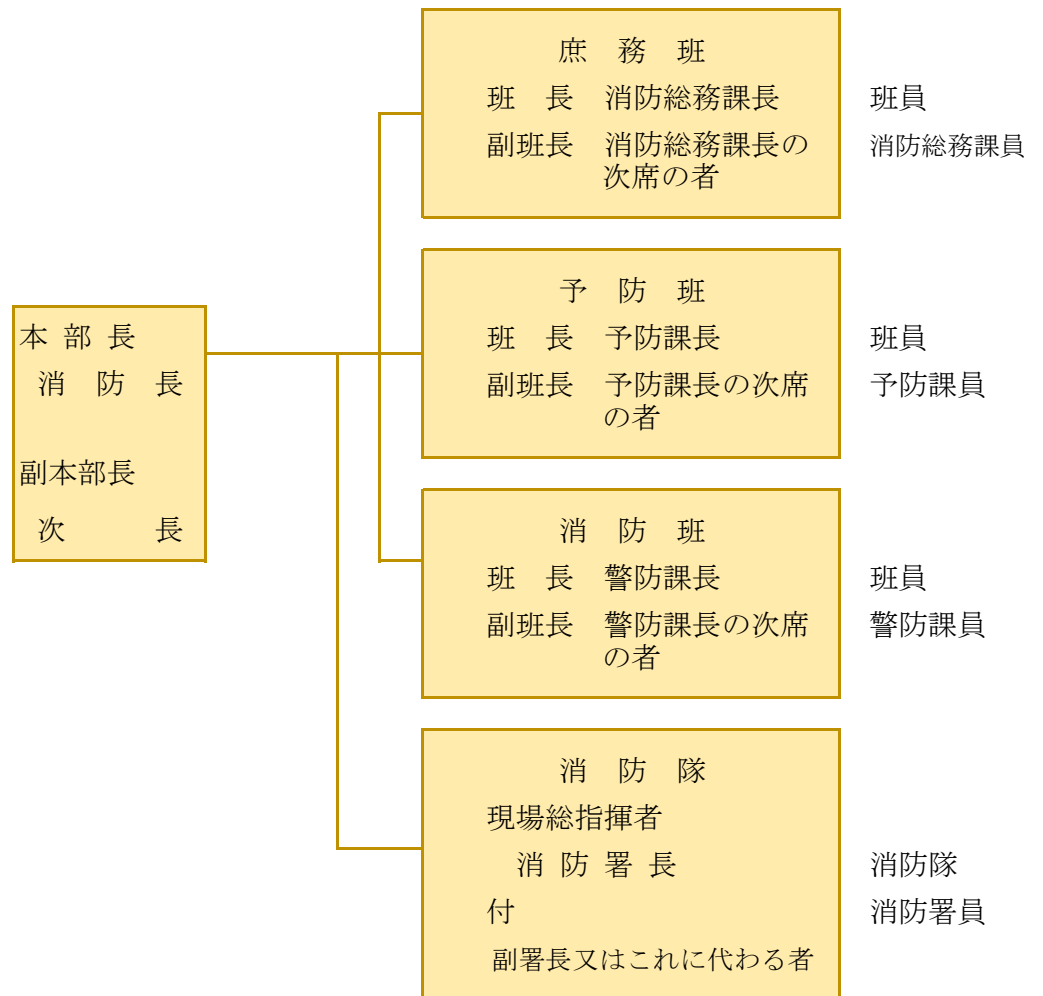 本部長
消防長
副本部長
次長
庶務班
班長 消防総務課長
副班長 消防総務課長の
次席の者
班員
消防総務課員
予防班
班長 予防課長
副班長 予防課長の次席
の者
班員
予防課員
消防班
班長 警防課長
副班長 警防課長の次席
の者
班員
警防課員
消防隊
現場総指揮者
消防署長
付
副署長又はこれに代わる者
消防隊
消防署員